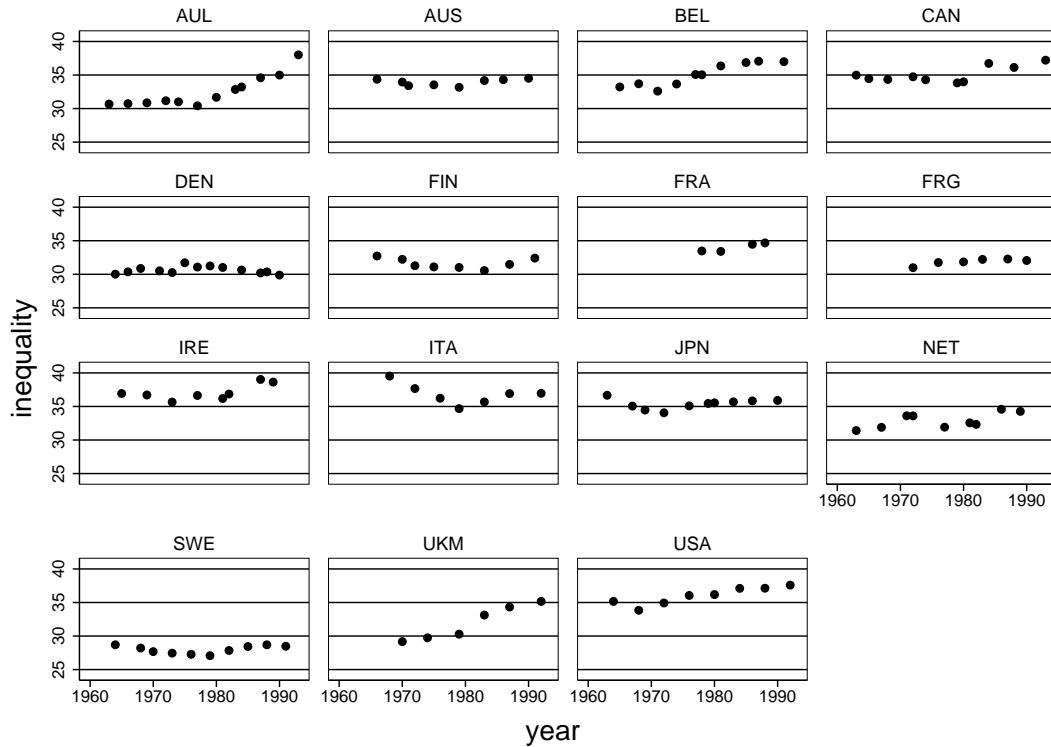 AUL AUS BEL CAN
40
35
30
25
DEN FIN FRA FRG
40
35
30
25
inequality
IRE ITA JPN NET
40
35
30
25
1960 1970 1980 1990
SWE UKM USA
40
35
30
25
1960 1970 1980 1990 1960 1970 1980 1990 1960 1970 1980 1990
year